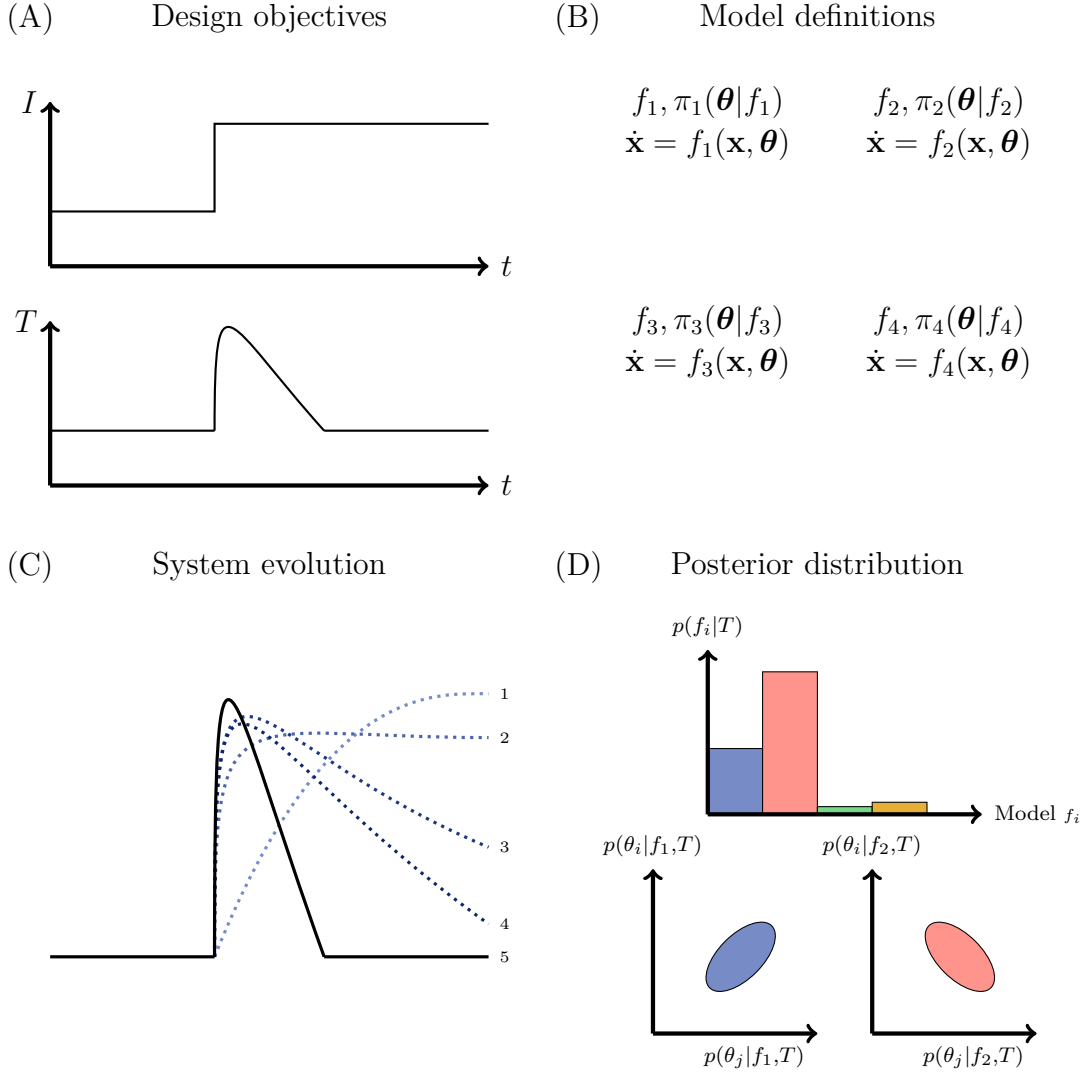 (A) Design objectives
I
t
T
t
(B) Model definitions
f₁, π₁(θ|f₁)
ẋ = f₁(x, θ)
f₂, π₂(θ|f₂)
ẋ = f₂(x, θ)
f₃, π₃(θ|f₃)
ẋ = f₃(x, θ)
f₄, π₄(θ|f₄)
ẋ = f₄(x, θ)
(C) System evolution
1
2
3
4
5
(D) Posterior distribution
p(fᵢ|T)
Model fᵢ
p(θᵢ|f₁,T)
p(θⱼ|f₁,T)
p(θᵢ|f₂,T)
p(θⱼ|f₂,T)